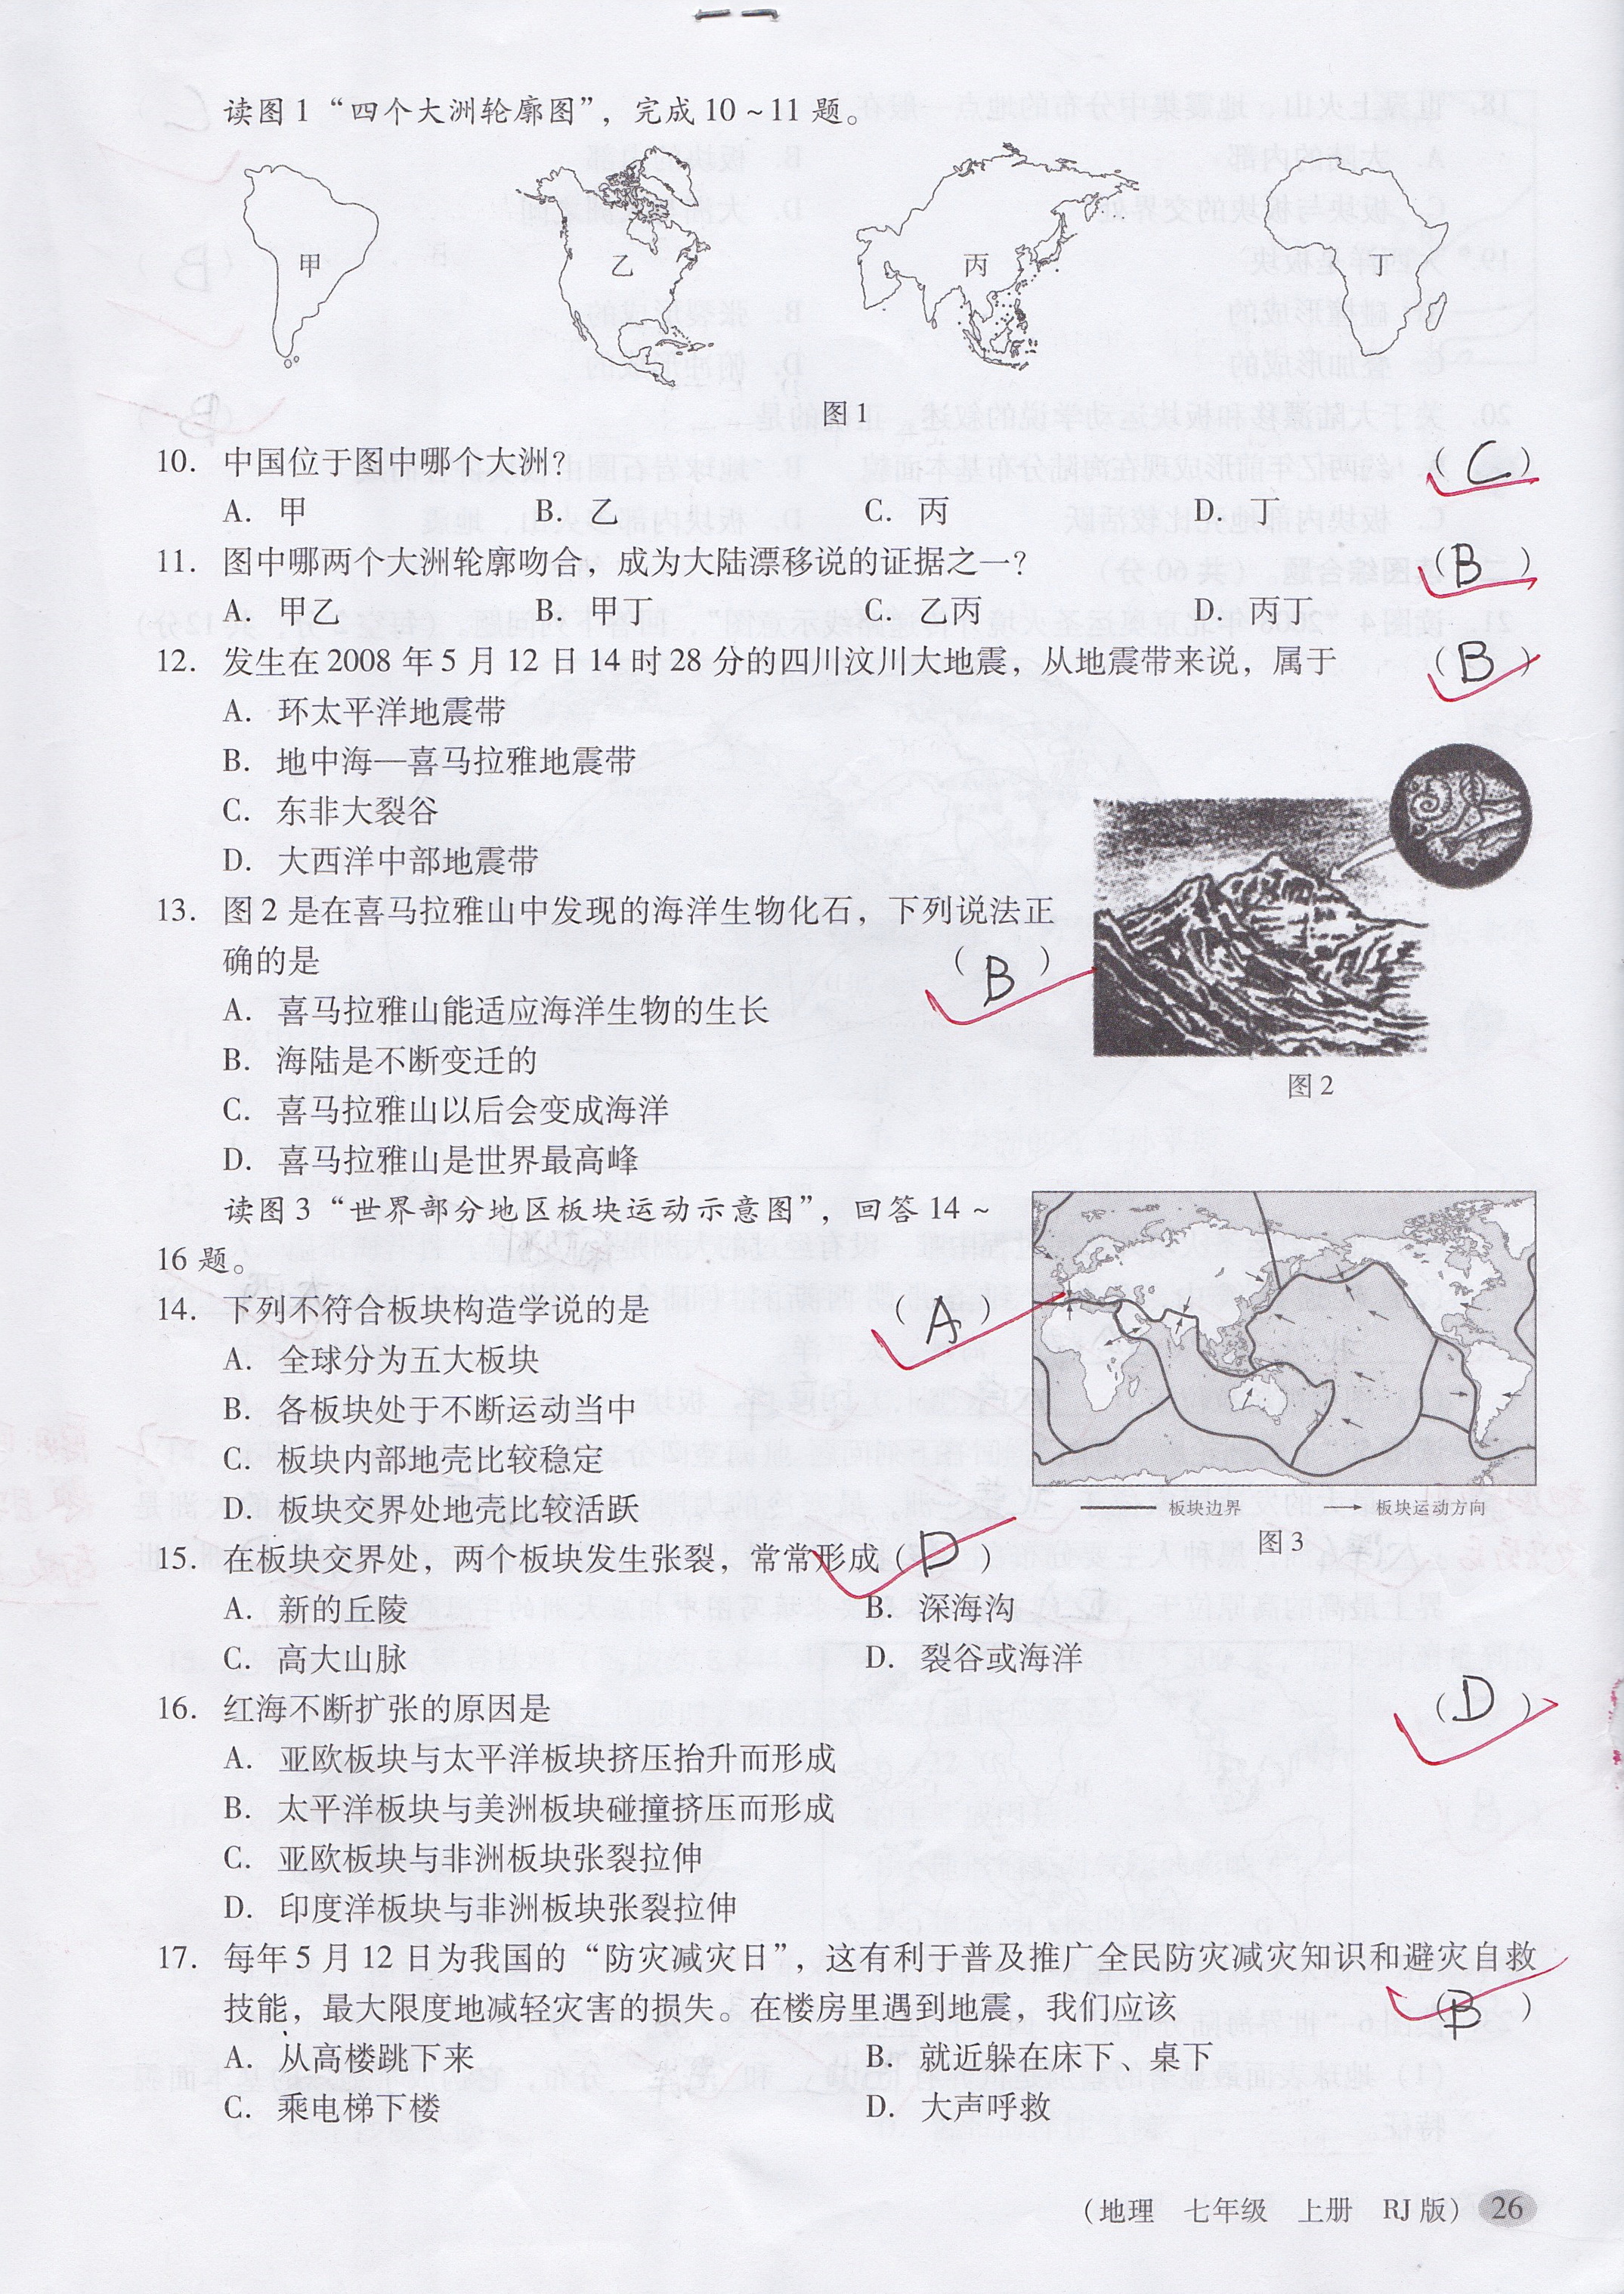 读图1“四个大洲轮廓图”，完成10～11题。
甲 乙 丙 丁
图1
10. 中国位于图中哪个大洲？ （C）
A. 甲 B. 乙 C. 丙 D. 丁
11. 图中哪两个大洲轮廓吻合，成为大陆漂移说的证据之一？ （B）
A. 甲乙 B. 甲丁 C. 乙丙 D. 丙丁
12. 发生在2008年5月12日14时28分的四川汶川大地震，从地震带来说，属于 （B）
A. 环太平洋地震带
B. 地中海—喜马拉雅地震带
C. 东非大裂谷
D. 大西洋中部地震带
13. 图2是在喜马拉雅山中发现的海洋生物化石，下列说法正
确的是 （B）
A. 喜马拉雅山能适应海洋生物的生长
B. 海陆是不断变迁的
C. 喜马拉雅山以后会变成海洋
D. 喜马拉雅山是世界最高峰
图2
读图3“世界部分地区板块运动示意图”，回答14～
16题。
14. 下列不符合板块构造学说的是 （A）
A. 全球分为五大板块
B. 各板块处于不断运动当中
C. 板块内部地壳比较稳定
D. 板块交界处地壳比较活跃
板块边界 板块运动方向
图3
15. 在板块交界处，两个板块发生张裂，常常形成（D）
A. 新的丘陵 B. 深海沟
C. 高大山脉 D. 裂谷或海洋
16. 红海不断扩张的原因是 （D）
A. 亚欧板块与太平洋板块挤压抬升而形成
B. 太平洋板块与美洲板块碰撞挤压而形成
C. 亚欧板块与非洲板块张裂拉伸
D. 印度洋板块与非洲板块张裂拉伸
17. 每年5月12日为我国的“防灾减灾日”，这有利于普及推广全民防灾减灾知识和避灾自救
技能，最大限度地减轻灾害的损失。在楼房里遇到地震，我们应该 （B）
A. 从高楼跳下来 B. 就近躲在床下、桌下
C. 乘电梯下楼 D. 大声呼救
（地理 七年级 上册 RJ版） 26